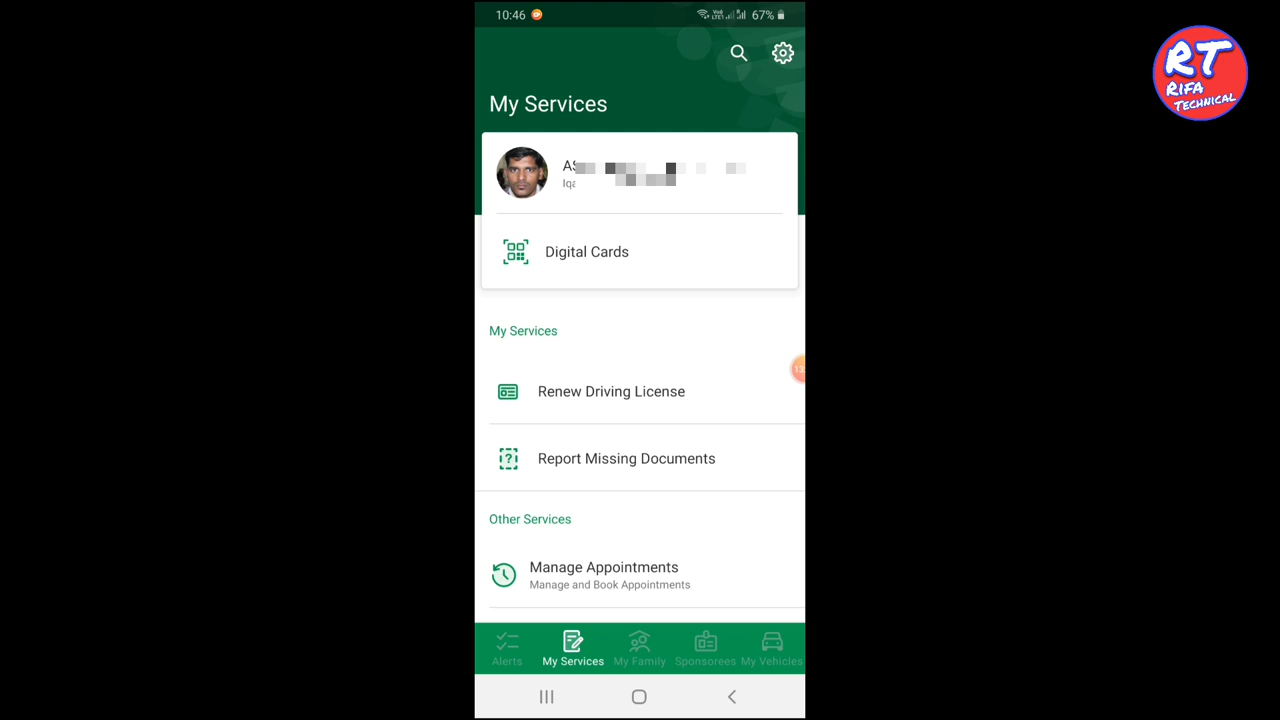 10:46
67%
RT
RIFA
TECHNICAL
My Services
Digital Cards
My Services
Renew Driving License
Report Missing Documents
Other Services
Manage Appointments
Manage and Book Appointments
Alerts
My Services
My Family
Sponsorees
My Vehicles